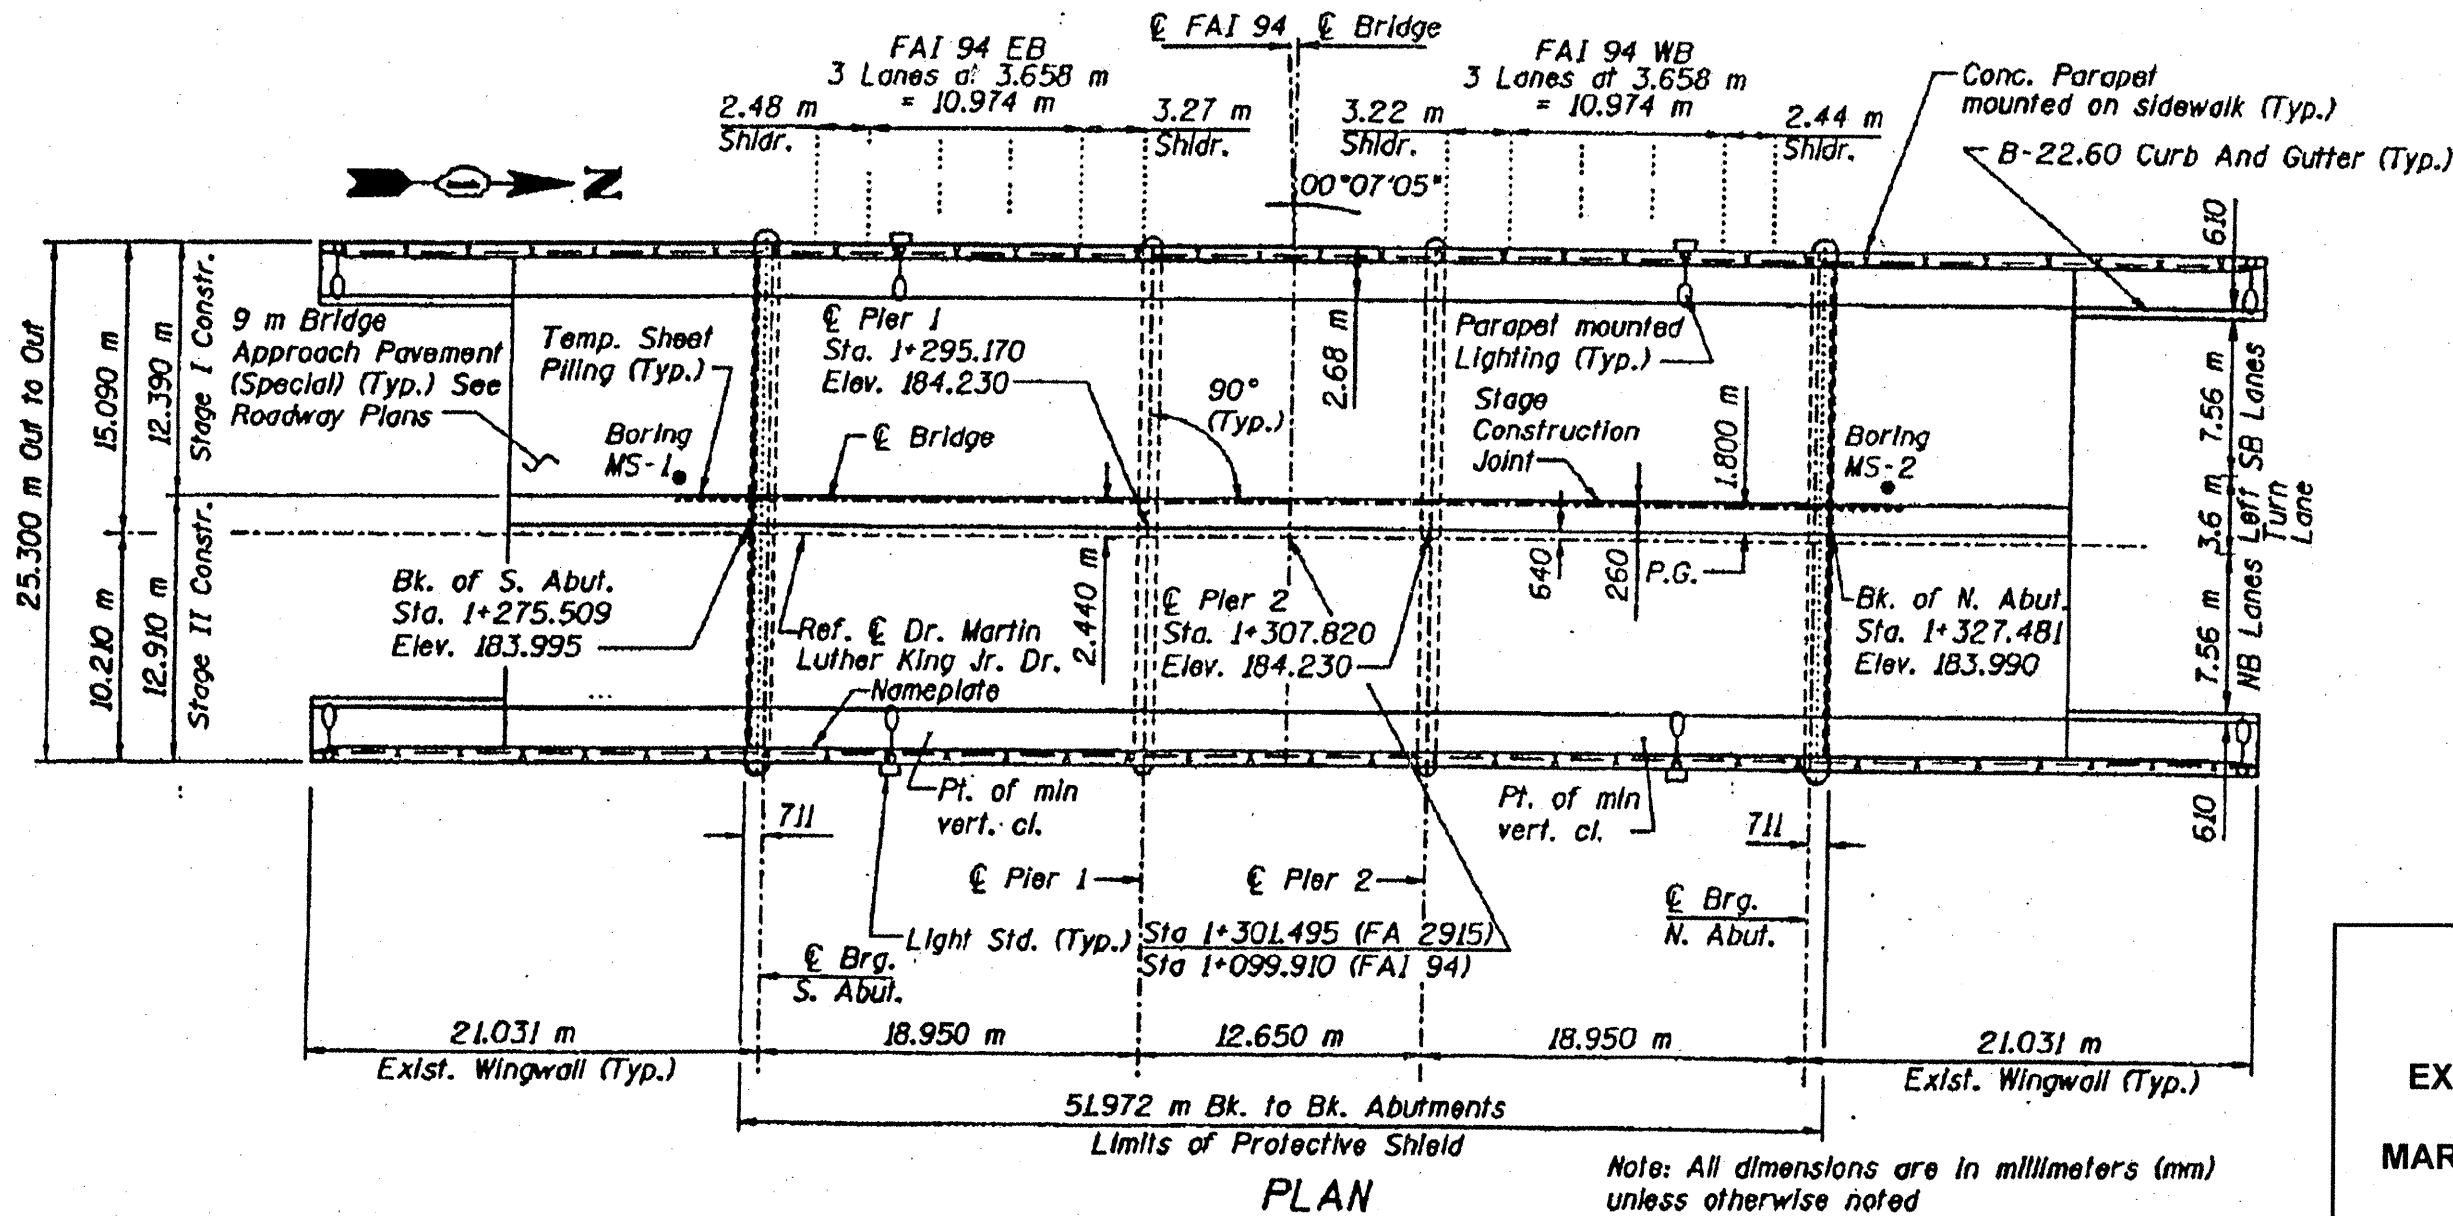 ℄ FAI 94
℄ Bridge
FAI 94 EB
3 Lanes at 3.658 m
= 10.974 m
2.48 m
Shldr.
3.27 m
Shldr.
3.22 m
Shldr.
FAI 94 WB
3 Lanes at 3.658 m
= 10.974 m
2.44 m
Shldr.
Conc. Parapet
mounted on sidewalk (Typ.)
B-22.60 Curb And Gutter (Typ.)
N
00°07'05"
610
25.300 m Out to Out
15.090 m
10.210 m
12.390 m
12.910 m
Stage I Constr.
Stage II Constr.
9 m Bridge
Approach Pavement
(Special) (Typ.) See
Roadway Plans
Temp. Sheet
Piling (Typ.)
Boring
MS-1
℄ Pier 1
Sta. 1+295.170
Elev. 184.230
℄ Bridge
90°
(Typ.)
2.68 m
Parapet mounted
Lighting (Typ.)
Stage
Construction
Joint
1.800 m
Boring
MS-2
7.56 m
SB Lanes
3.6 m
Left
Turn
Lane
7.56 m
NB Lanes
Bk. of S. Abut.
Sta. 1+275.509
Elev. 183.995
Ref. ℄ Dr. Martin
Luther King Jr. Dr.
Nameplate
2.440 m
℄ Pier 2
Sta. 1+307.820
Elev. 184.230
640
260
P.G.
Bk. of N. Abut.
Sta. 1+327.481
Elev. 183.990
610
711
Pt. of min
vert. cl.
Pt. of min
vert. cl.
711
℄ Pier 1
℄ Pier 2
℄ Brg.
N. Abut.
Light Std. (Typ.)
Sta 1+301.495 (FA 2915)
Sta 1+099.910 (FAI 94)
℄ Brg.
S. Abut.
21.031 m
Exist. Wingwall (Typ.)
18.950 m
12.650 m
18.950 m
21.031 m
Exist. Wingwall (Typ.)
51.972 m Bk. to Bk. Abutments
Limits of Protective Shield
PLAN
Note: All dimensions are in millimeters (mm)
unless otherwise noted
EX
MAR